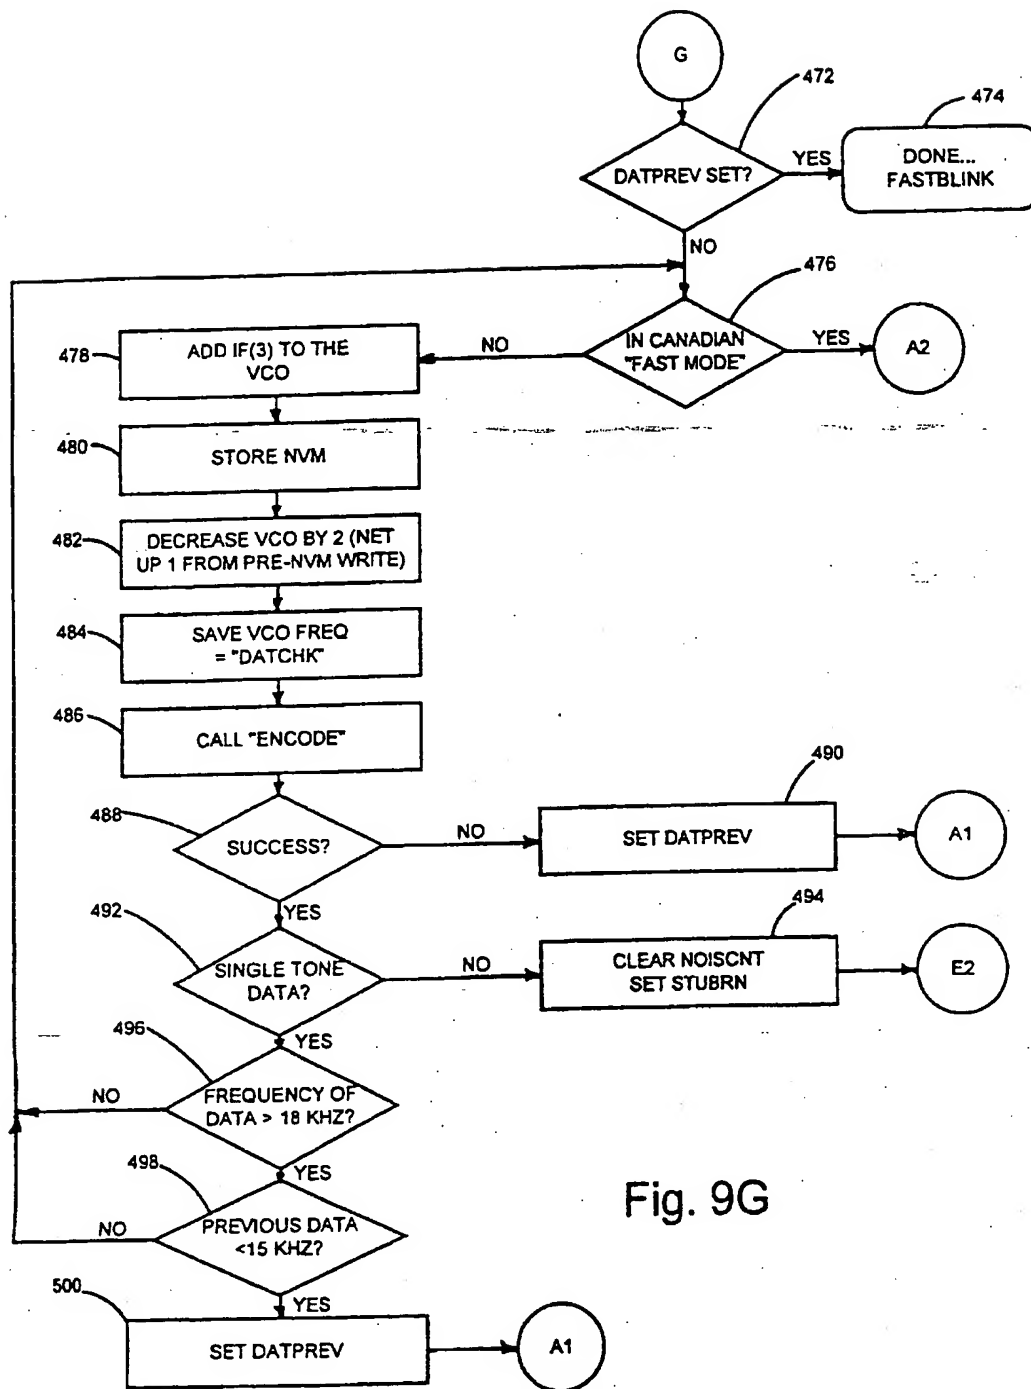 G
472
474
DATPREV SET?
YES
DONE...
FASTBLINK
NO
476
IN CANADIAN
"FAST MODE"
YES
A2
NO
478
ADD IF(3) TO THE
VCO
480
STORE NVM
482
DECREASE VCO BY 2 (NET
UP 1 FROM PRE-NVM WRITE)
484
SAVE VCO FREQ
= "DATCHK"
486
CALL "ENCODE"
488
SUCCESS?
NO
490
SET DATPREV
A1
YES
492
SINGLE TONE
DATA?
NO
494
CLEAR NOISCNT
SET STUBRN
E2
YES
496
FREQUENCY OF
DATA > 18 KHZ?
NO
YES
498
PREVIOUS DATA
<15 KHZ?
NO
YES
500
SET DATPREV
A1
Fig. 9G